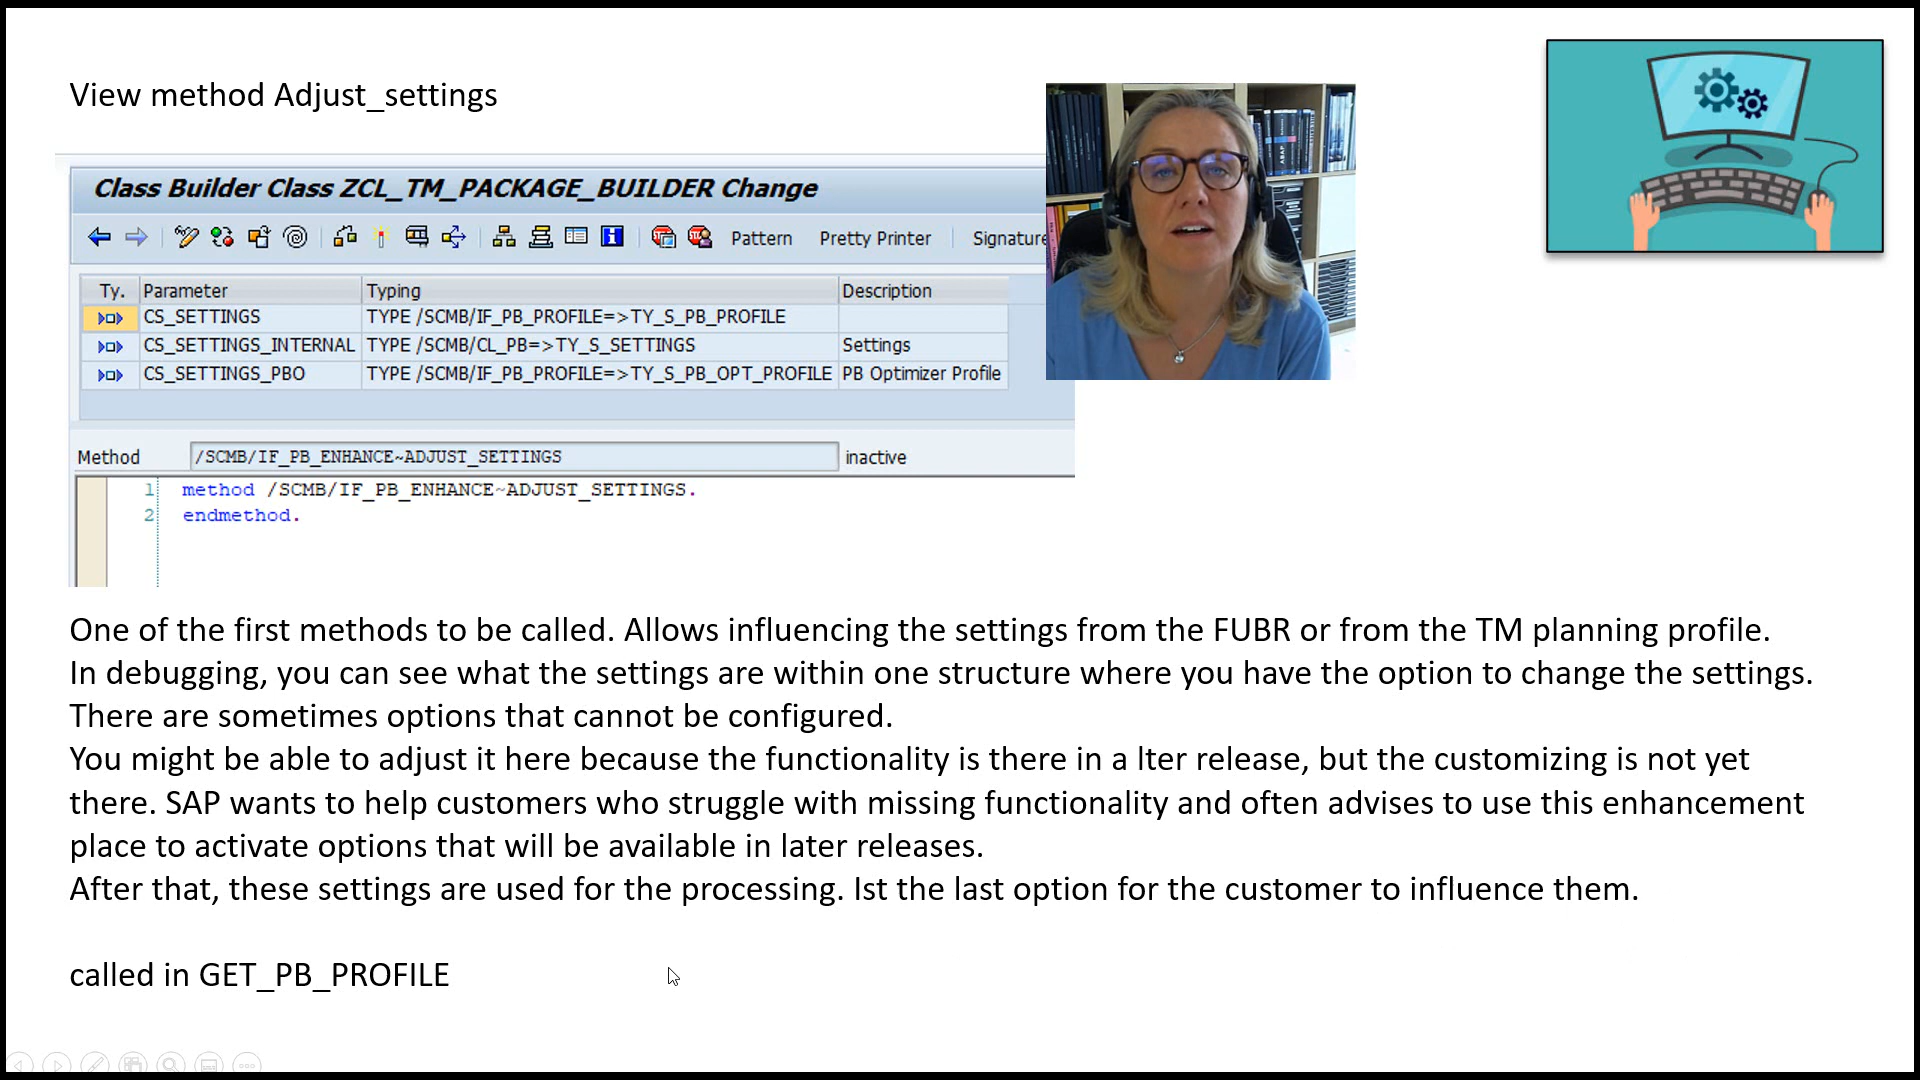 View method Adjust_settings
Class Builder Class ZCL_TM_PACKAGE_BUILDER Change
Pattern Pretty Printer Signature
Ty. Parameter Typing Description
CS_SETTINGS TYPE /SCMB/IF_PB_PROFILE=>TY_S_PB_PROFILE
CS_SETTINGS_INTERNAL TYPE /SCMB/CL_PB=>TY_S_SETTINGS Settings
CS_SETTINGS_PBO TYPE /SCMB/IF_PB_PROFILE=>TY_S_PB_OPT_PROFILE PB Optimizer Profile
Method /SCMB/IF_PB_ENHANCE~ADJUST_SETTINGS inactive
1 method /SCMB/IF_PB_ENHANCE~ADJUST_SETTINGS.
2 endmethod.
One of the first methods to be called. Allows influencing the settings from the FUBR or from the TM planning profile.
In debugging, you can see what the settings are within one structure where you have the option to change the settings.
There are sometimes options that cannot be configured.
You might be able to adjust it here because the functionality is there in a lter release, but the customizing is not yet
there. SAP wants to help customers who struggle with missing functionality and often advises to use this enhancement
place to activate options that will be available in later releases.
After that, these settings are used for the processing. Ist the last option for the customer to influence them.
called in GET_PB_PROFILE